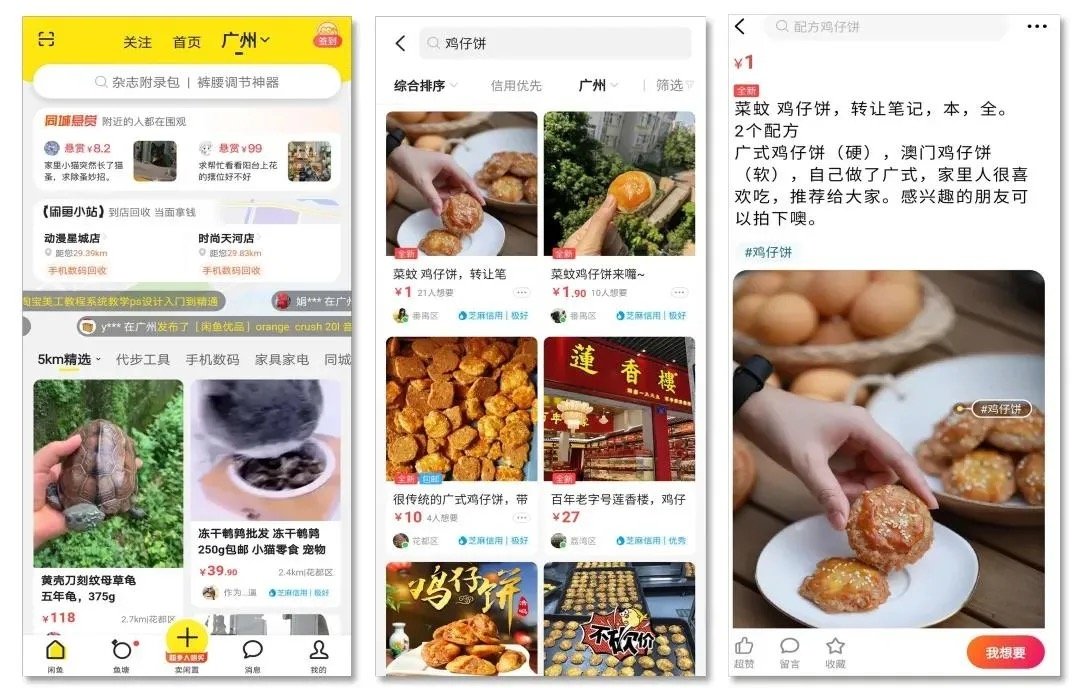 关注
首页
广州
签到
杂志附录包 | 裤腰调节神器
同城悬赏 附近的人都在围观
悬赏 ¥8.2
家里小猫突然长了猫
蚤，求除蚤妙招。
悬赏 ¥99
求帮忙看看阳台上花
的摆位好不好
【闲鱼小站】到店回收 当面拿钱
动漫星城店
距您29.39km
手机数码回收
时尚天河店
距您29.83km
手机数码回收
淘宝美工教程系统教学ps设计入门到精通
娟*** 在广州
y*** 在广州发布了【闲鱼优品】orange crush 20l 音
5km精选
代步工具
手机数码
家具家电
同城
黄壳刀刻纹母草龟
五年龟，375g
¥118
2.7km|花都区
冻干鹌鹑批发 冻干鹌鹑
250g包邮 小猫零食 宠物
¥39.90
2.4km|花都区
作为...逼
芝麻信用 | 极好
闲鱼
鱼塘
卖闲置
消息
我的
鸡仔饼
综合排序
信用优先
广州
筛选
全新
菜蚊 鸡仔饼，转让笔
¥1 21人想要
番禺区
芝麻信用 | 极好
全新
菜蚊鸡仔饼来囉~
¥1.90 10人想要
番禺区
芝麻信用 | 极好
全新 包邮
很传统的广式鸡仔饼，带
¥10 4人想要
花都区
芝麻信用 | 极好
蓮香樓
全新
百年老字号莲香楼，鸡仔
¥27
荔湾区
芝麻信用 | 优秀
鸡仔饼
不砍价
配方鸡仔饼
¥1
全新
菜蚊 鸡仔饼，转让笔记，本，全。
2个配方
广式鸡仔饼（硬），澳门鸡仔饼
（软），自己做了广式，家里人很喜
欢吃，推荐给大家。感兴趣的朋友可
以拍下噢。
#鸡仔饼
#鸡仔饼
超赞
留言
收藏
我想要